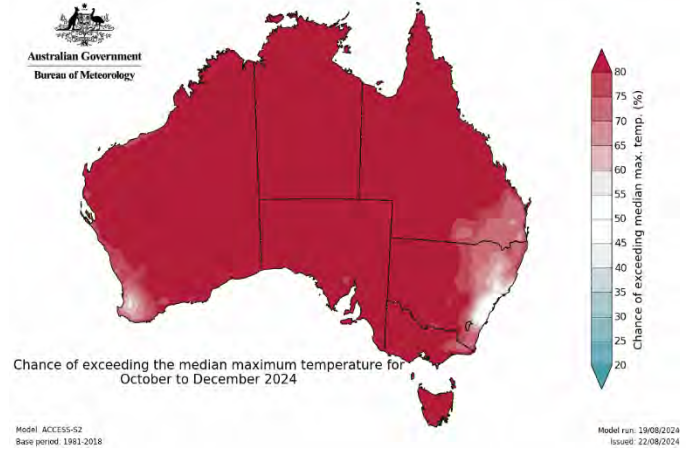 Australian Government
Bureau of Meteorology
80
75
70
65
60
55
50
45
40
35
30
25
20
Chance of exceeding median max. temp. (%)
Chance of exceeding the median maximum temperature for
October to December 2024
Model: ACCESS-S2
Base period: 1981-2018
Model run: 19/08/2024
Issued: 22/08/2024